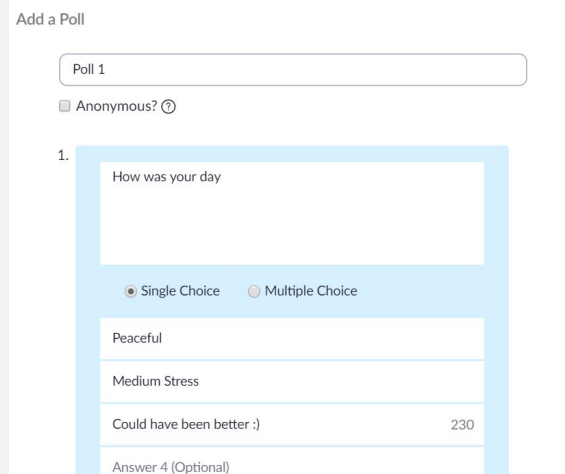 Add a Poll
Poll 1
Anonymous? ?
1.
How was your day
Single Choice Multiple Choice
Peaceful
Medium Stress
Could have been better :) 230
Answer 4 (Optional)